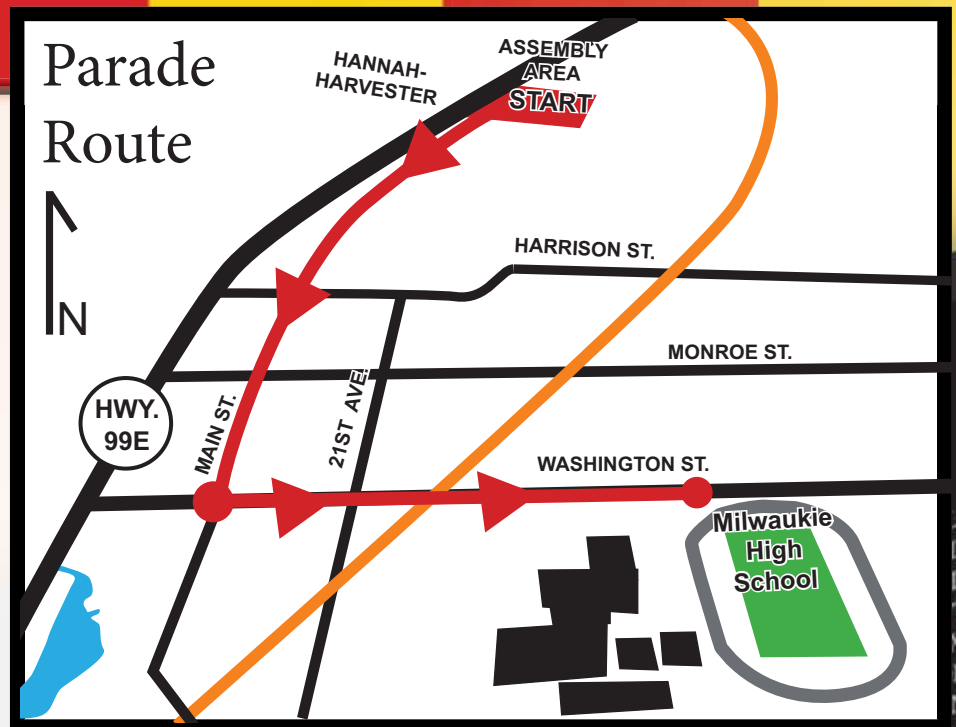 Parade
Route
HANNAH-
HARVESTER
ASSEMBLY
AREA
START
HARRISON ST.
N
MONROE ST.
HWY.
99E
MAIN ST.
21ST AVE.
WASHINGTON ST.
Milwaukie
High
School